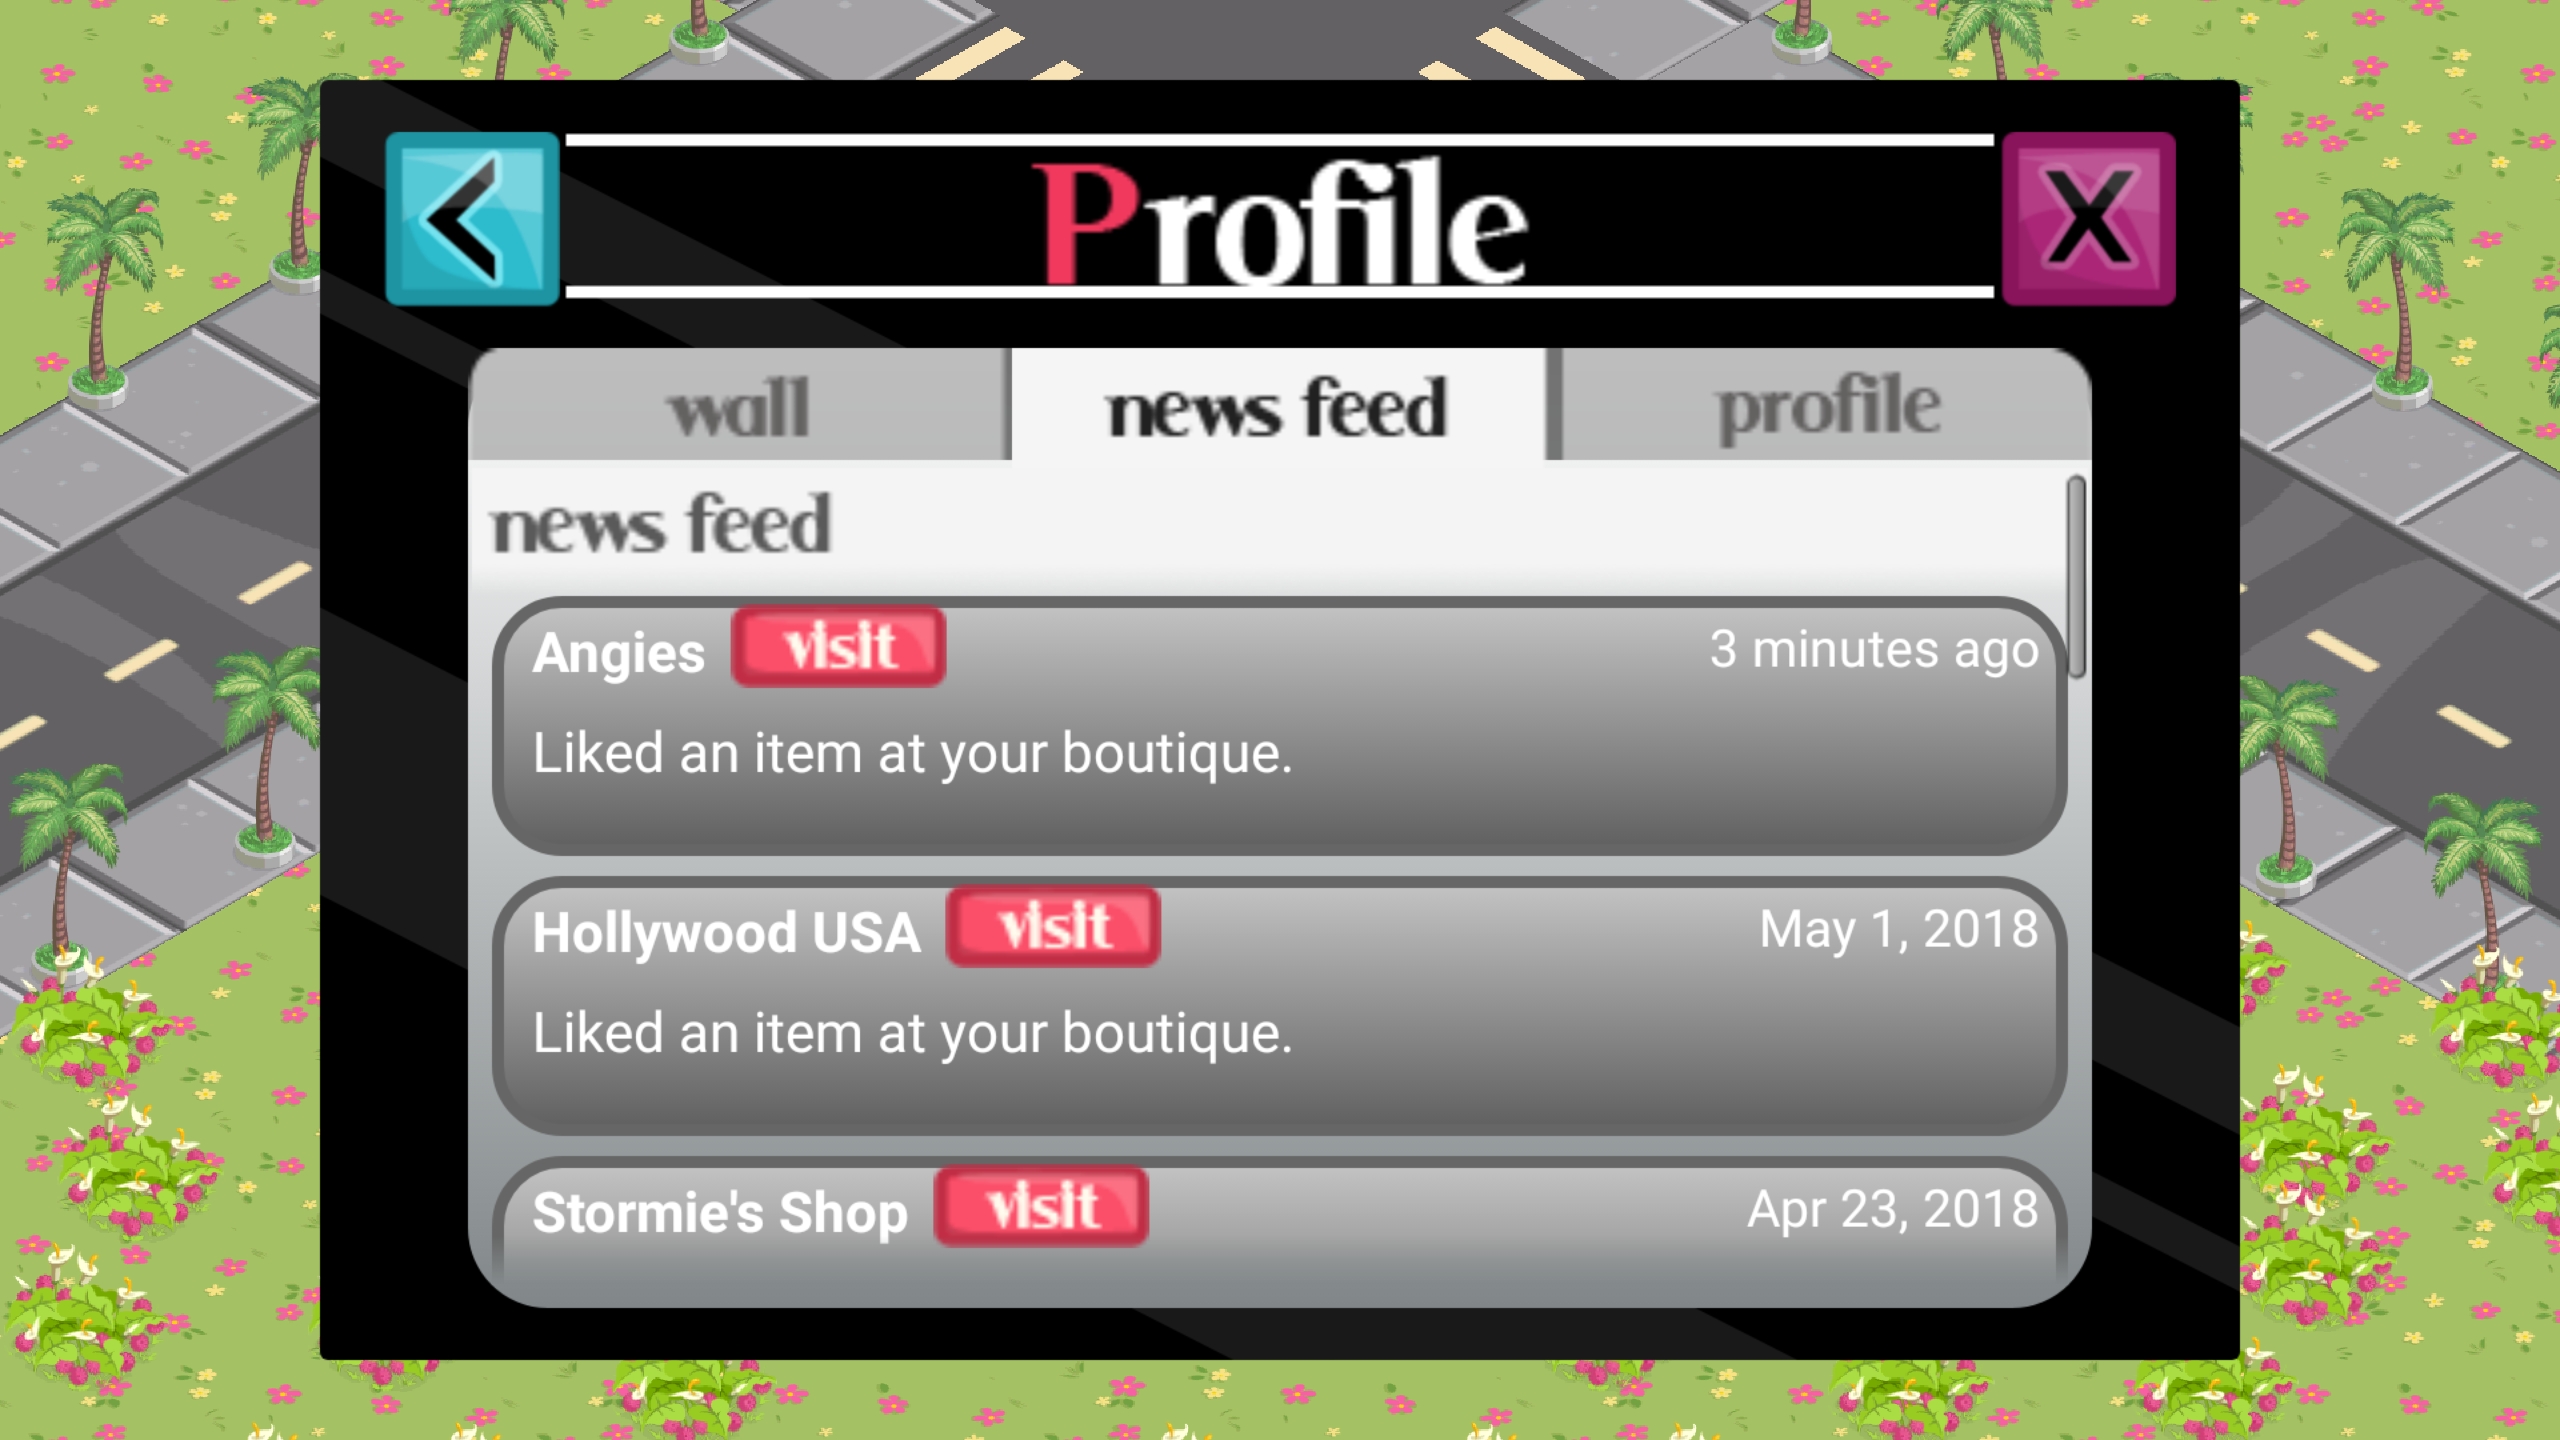 Profile
X
wall news feed profile
news feed
Angies visit 3 minutes ago
Liked an item at your boutique.
Hollywood USA visit May 1, 2018
Liked an item at your boutique.
Stormie's Shop visit Apr 23, 2018